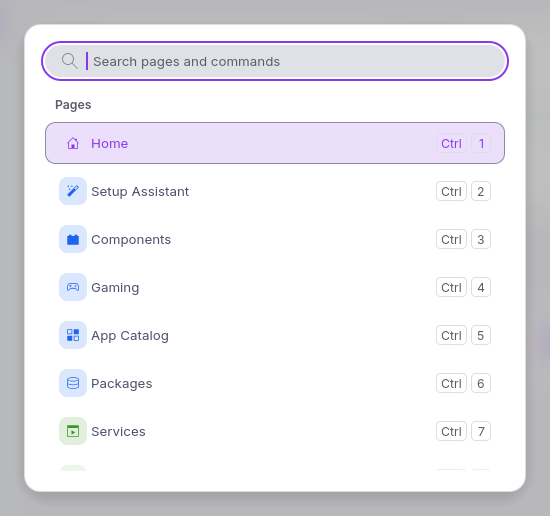 Search pages and commands
Pages
Home Ctrl 1
Setup Assistant Ctrl 2
Components Ctrl 3
Gaming Ctrl 4
App Catalog Ctrl 5
Packages Ctrl 6
Services Ctrl 7